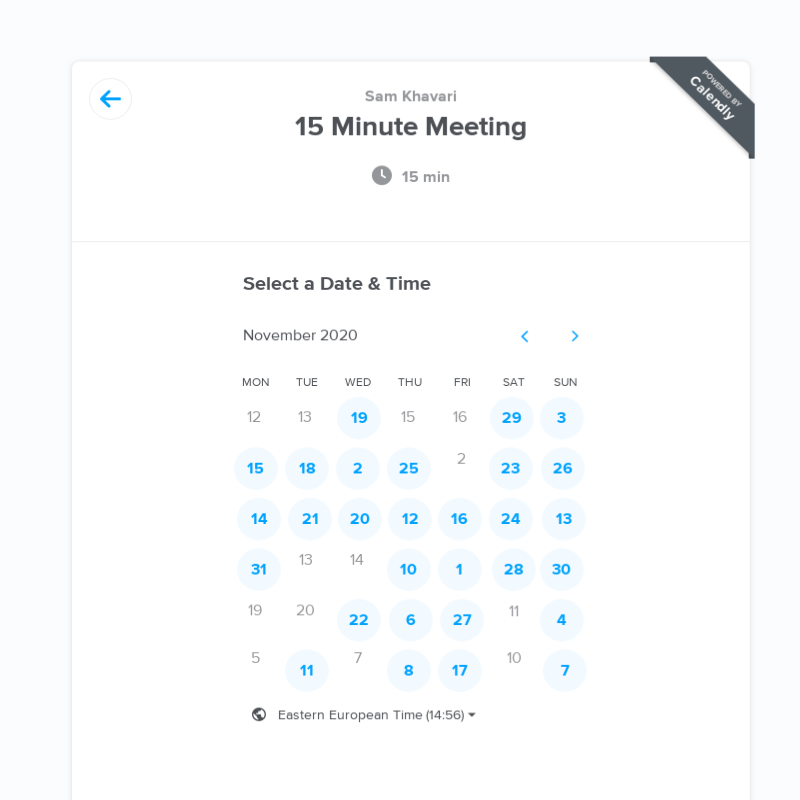 Sam Khavari
15 Minute Meeting
POWERED BY
Calendly
15 min
Select a Date & Time
November 2020
MON TUE WED THU FRI SAT SUN
12 13 19 15 16 29 3
15 18 2 25 2 23 26
14 21 20 12 16 24 13
31 13 14 10 1 28 30
19 20 22 6 27 11 4
5 11 7 8 17 10 7
Eastern European Time (14:56)